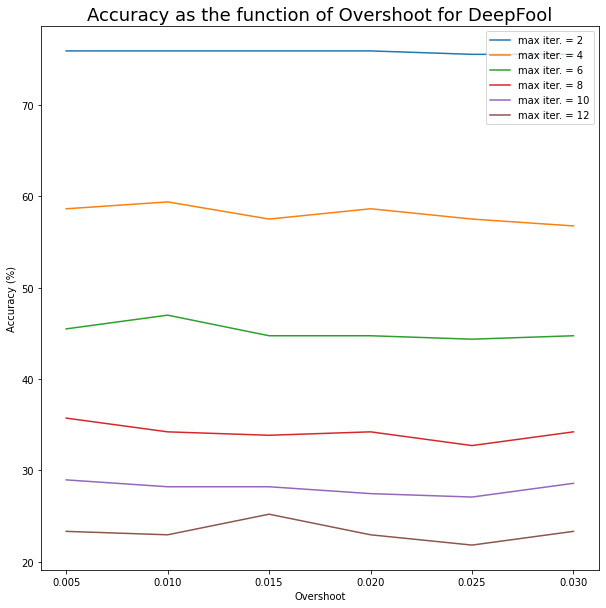 Accuracy as the function of Overshoot for DeepFool
max iter. = 2
max iter. = 4
max iter. = 6
max iter. = 8
max iter. = 10
max iter. = 12
70
60
50
40
30
20
Accuracy (%)
0.005 0.010 0.015 0.020 0.025 0.030
Overshoot